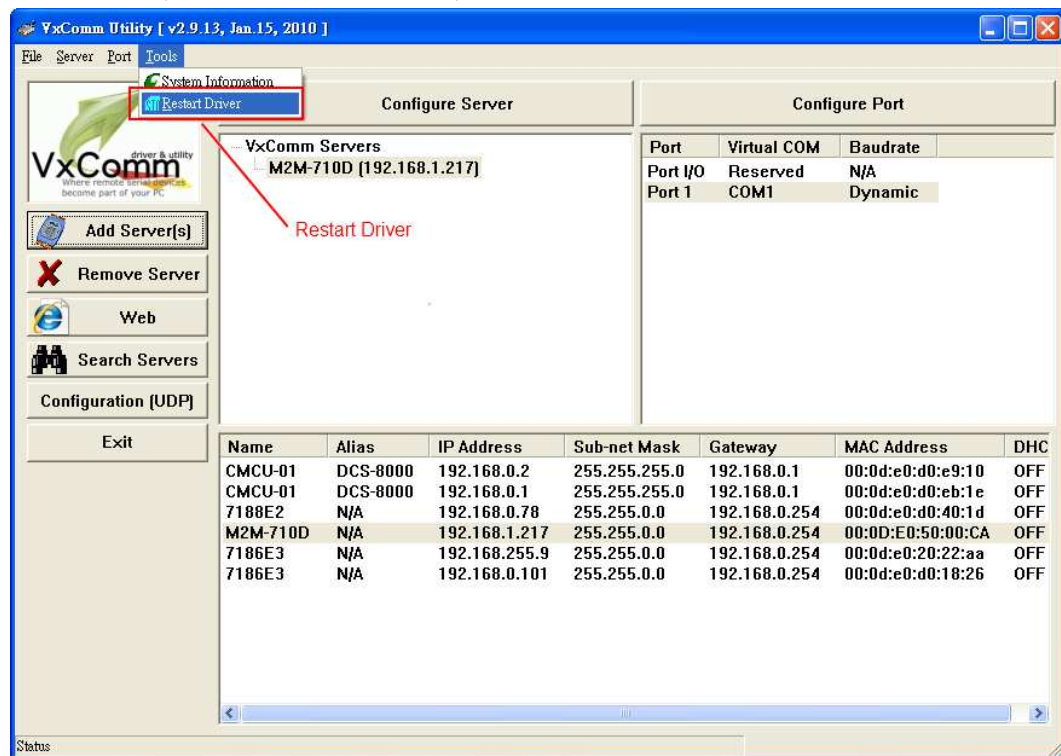 VxComm Utility [ v2.9.13, Jan.15, 2010 ]
File Server Port Tools
System Information
Restart Driver
VxComm driver & utility
Where remote serial devices
become part of your PC
Configure Server
Configure Port
VxComm Servers
M2M-710D (192.168.1.217)
Restart Driver
Port Virtual COM Baudrate
Port I/O Reserved N/A
Port 1 COM1 Dynamic
Add Server(s)
Remove Server
Web
Search Servers
Configuration (UDP)
Exit
Name Alias IP Address Sub-net Mask Gateway MAC Address DHC
CMCU-01 DCS-8000 192.168.0.2 255.255.255.0 192.168.0.1 00:0d:e0:d0:e9:10 OFF
CMCU-01 DCS-8000 192.168.0.1 255.255.255.0 192.168.0.1 00:0d:e0:d0:eb:1e OFF
7188E2 N/A 192.168.0.78 255.255.0.0 192.168.0.254 00:0d:e0:d0:40:1d OFF
M2M-710D N/A 192.168.1.217 255.255.0.0 192.168.0.254 00:0D:E0:50:00:CA OFF
7186E3 N/A 192.168.255.9 255.255.0.0 192.168.0.254 00:0d:e0:20:22:aa OFF
7186E3 N/A 192.168.0.101 255.255.0.0 192.168.0.254 00:0d:e0:d0:18:26 OFF
Status